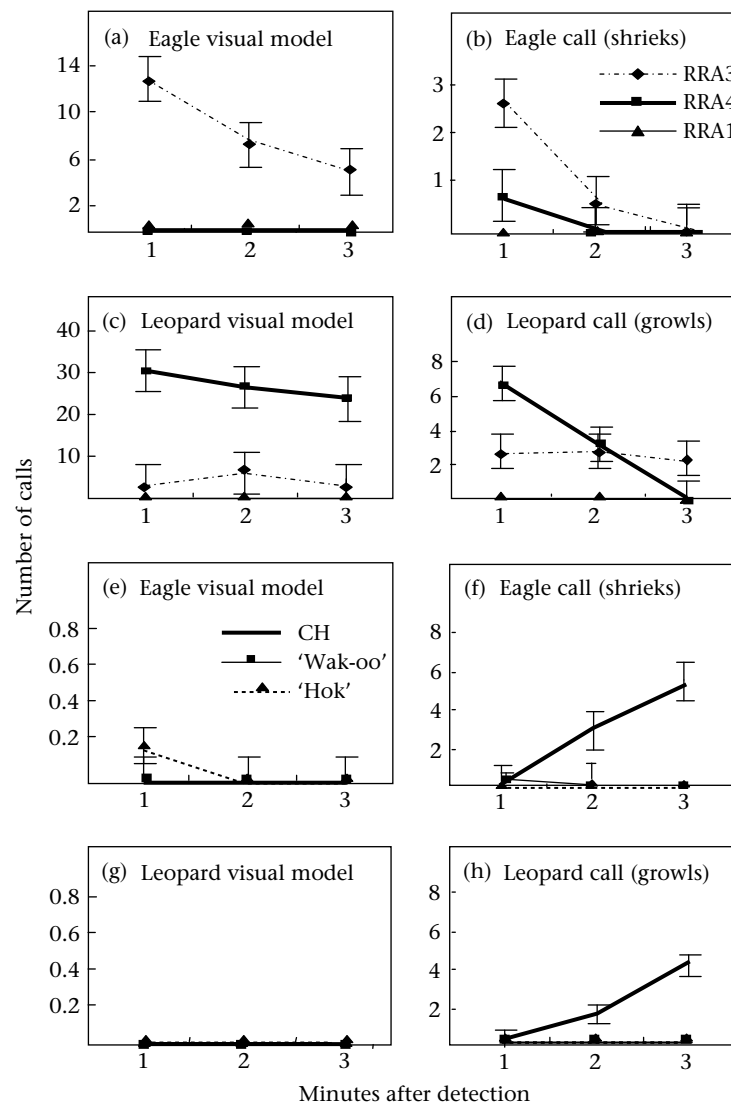 (a) Eagle visual model
14
10
6
2
1 2 3
(b) Eagle call (shrieks)
RRA3
RRA4
RRA1
3
2
1
1 2 3
(c) Leopard visual model
40
30
20
10
1 2 3
(d) Leopard call (growls)
8
6
4
2
1 2 3
Number of calls
(e) Eagle visual model
CH
'Wak-oo'
'Hok'
0.8
0.6
0.4
0.2
1 2 3
(f) Eagle call (shrieks)
8
6
4
2
1 2 3
(g) Leopard visual model
0.8
0.6
0.4
0.2
1 2 3
(h) Leopard call (growls)
8
6
4
2
1 2 3
Minutes after detection